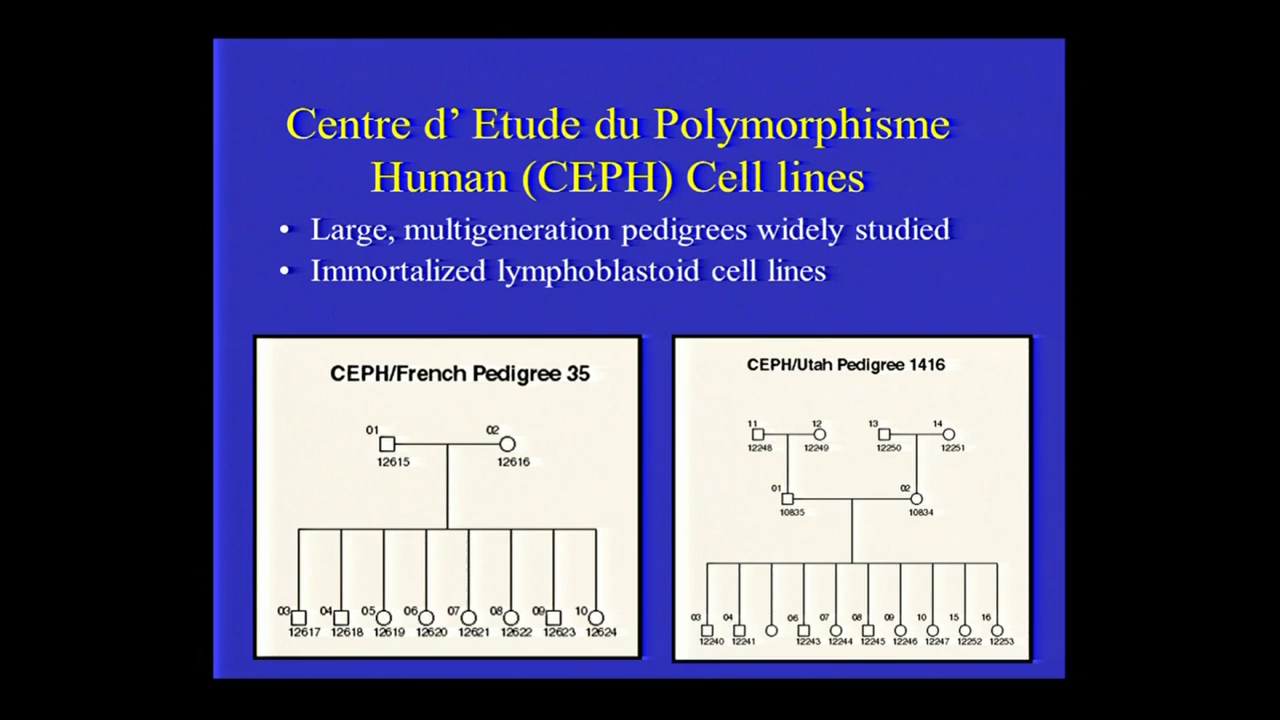 Centre d’ Etude du Polymorphisme
Human (CEPH) Cell lines
• Large, multigeneration pedigrees widely studied
• Immortalized lymphoblastoid cell lines
CEPH/French Pedigree 35
01 02
12615 12616
03 04 05 06 07 08 09 10
12617 12618 12619 12620 12621 12622 12623 12624
CEPH/Utah Pedigree 1416
11 12 13 14
12248 12249 12250 12251
01 02
10835 10834
03 04 06 07 08 09 10 15 16
12240 12241 12243 12244 12245 12246 12247 12252 12253